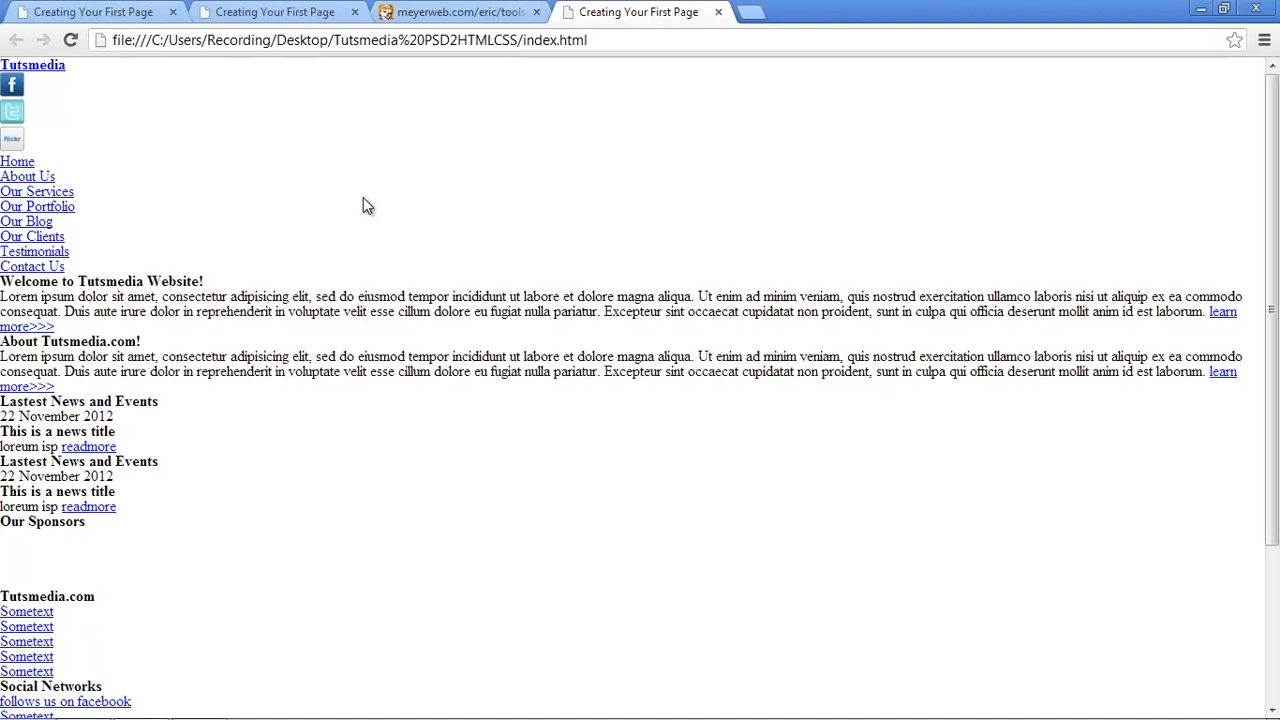 Creating Your First Page
Creating Your First Page
meyerweb.com/eric/tools
Creating Your First Page
file:///C:/Users/Recording/Desktop/Tutsmedia%20PSD2HTMLCSS/index.html
Tutsmedia
flickr
Home
About Us
Our Services
Our Portfolio
Our Blog
Our Clients
Testimonials
Contact Us
Welcome to Tutsmedia Website!
Lorem ipsum dolor sit amet, consectetur adipisicing elit, sed do eiusmod tempor incididunt ut labore et dolore magna aliqua. Ut enim ad minim veniam, quis nostrud exercitation ullamco laboris nisi ut aliquip ex ea commodo
consequat. Duis aute irure dolor in reprehenderit in voluptate velit esse cillum dolore eu fugiat nulla pariatur. Excepteur sint occaecat cupidatat non proident, sunt in culpa qui officia deserunt mollit anim id est laborum. learn
more>>>
About Tutsmedia.com!
Lorem ipsum dolor sit amet, consectetur adipisicing elit, sed do eiusmod tempor incididunt ut labore et dolore magna aliqua. Ut enim ad minim veniam, quis nostrud exercitation ullamco laboris nisi ut aliquip ex ea commodo
consequat. Duis aute irure dolor in reprehenderit in voluptate velit esse cillum dolore eu fugiat nulla pariatur. Excepteur sint occaecat cupidatat non proident, sunt in culpa qui officia deserunt mollit anim id est laborum. learn
more>>>
Lastest News and Events
22 November 2012
This is a news title
loreum isp readmore
Lastest News and Events
22 November 2012
This is a news title
loreum isp readmore
Our Sponsors
Tutsmedia.com
Sometext
Sometext
Sometext
Sometext
Sometext
Social Networks
follows us on facebook
Sometext